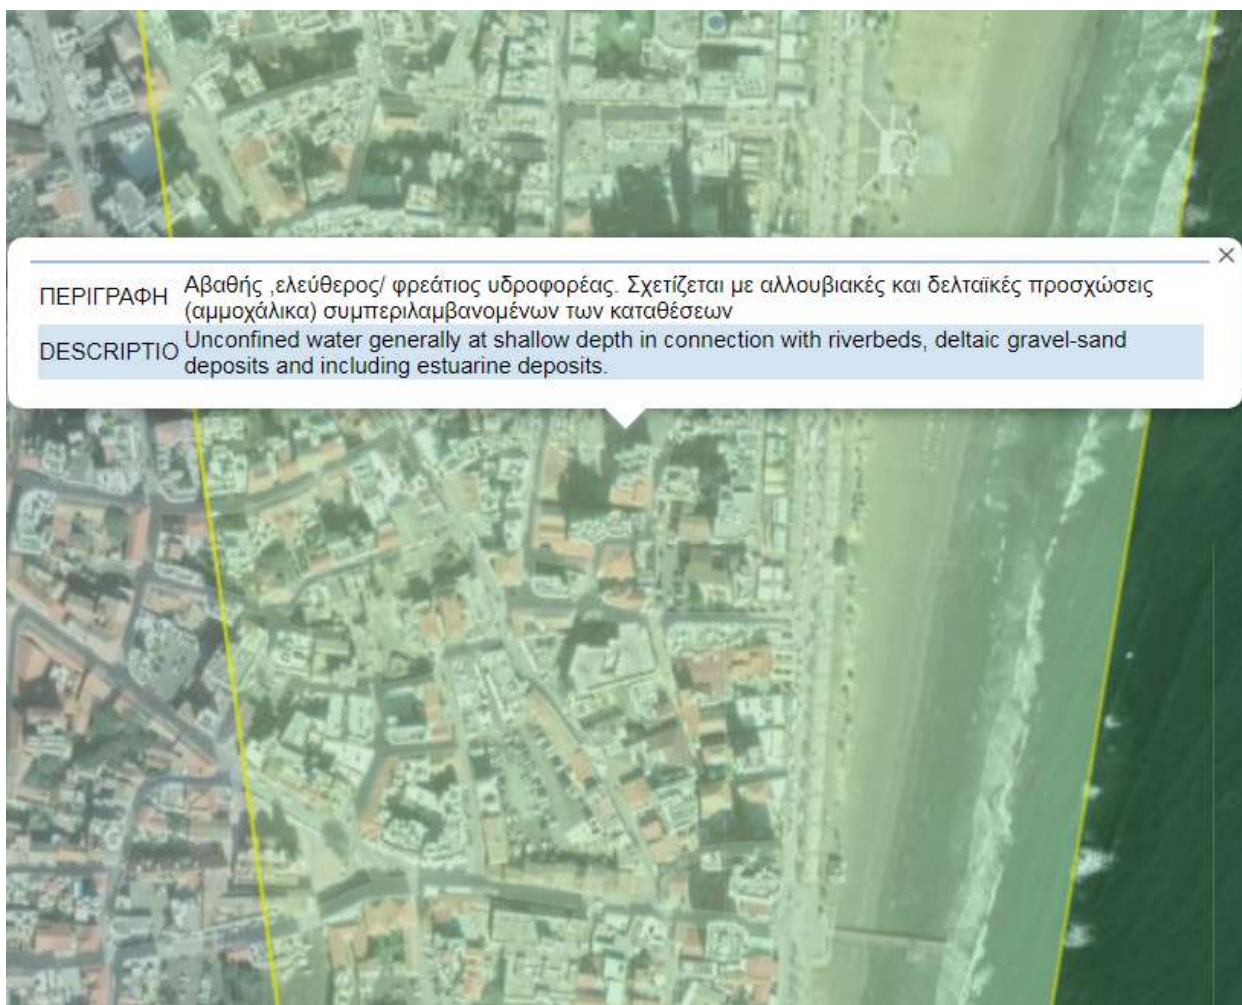 ΠΕΡΙΓΡΑΦΗ Αβαθής ,ελεύθερος/ φρεάτιος υδροφορέας. Σχετίζεται με αλλουβιακές και δελταϊκές προσχώσεις
(αμμοχάλικα) συμπεριλαμβανομένων των καταθέσεων
DESCRIPTIO Unconfined water generally at shallow depth in connection with riverbeds, deltaic gravel-sand
deposits and including estuarine deposits.